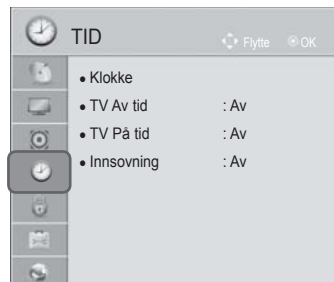 TID
Flytte OK
• Klokke
• TV Av tid : Av
• TV På tid : Av
• Innsovning : Av